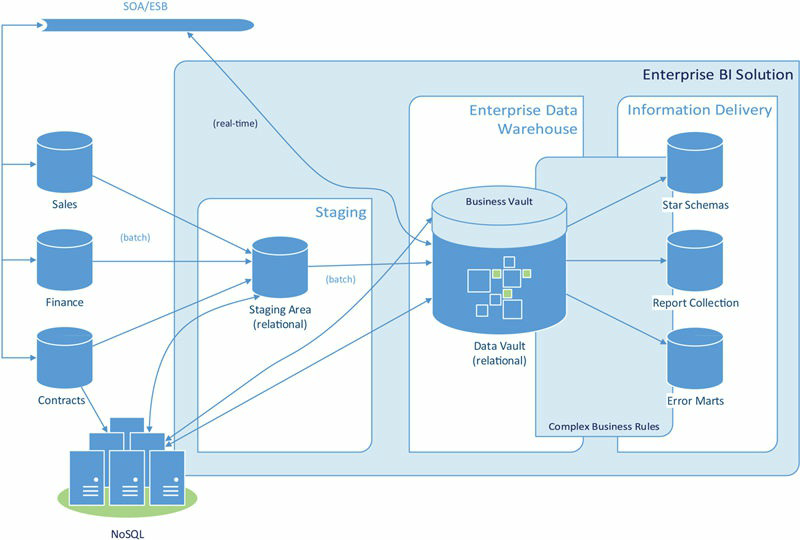 SOA/ESB
Enterprise BI Solution
Enterprise Data
Warehouse
Information Delivery
(real-time)
Sales
Staging
Business Vault
Star Schemas
(batch)
(batch)
Finance
Staging Area
(relational)
Report Collection
Data Vault
(relational)
Contracts
Error Marts
Complex Business Rules
NoSQL